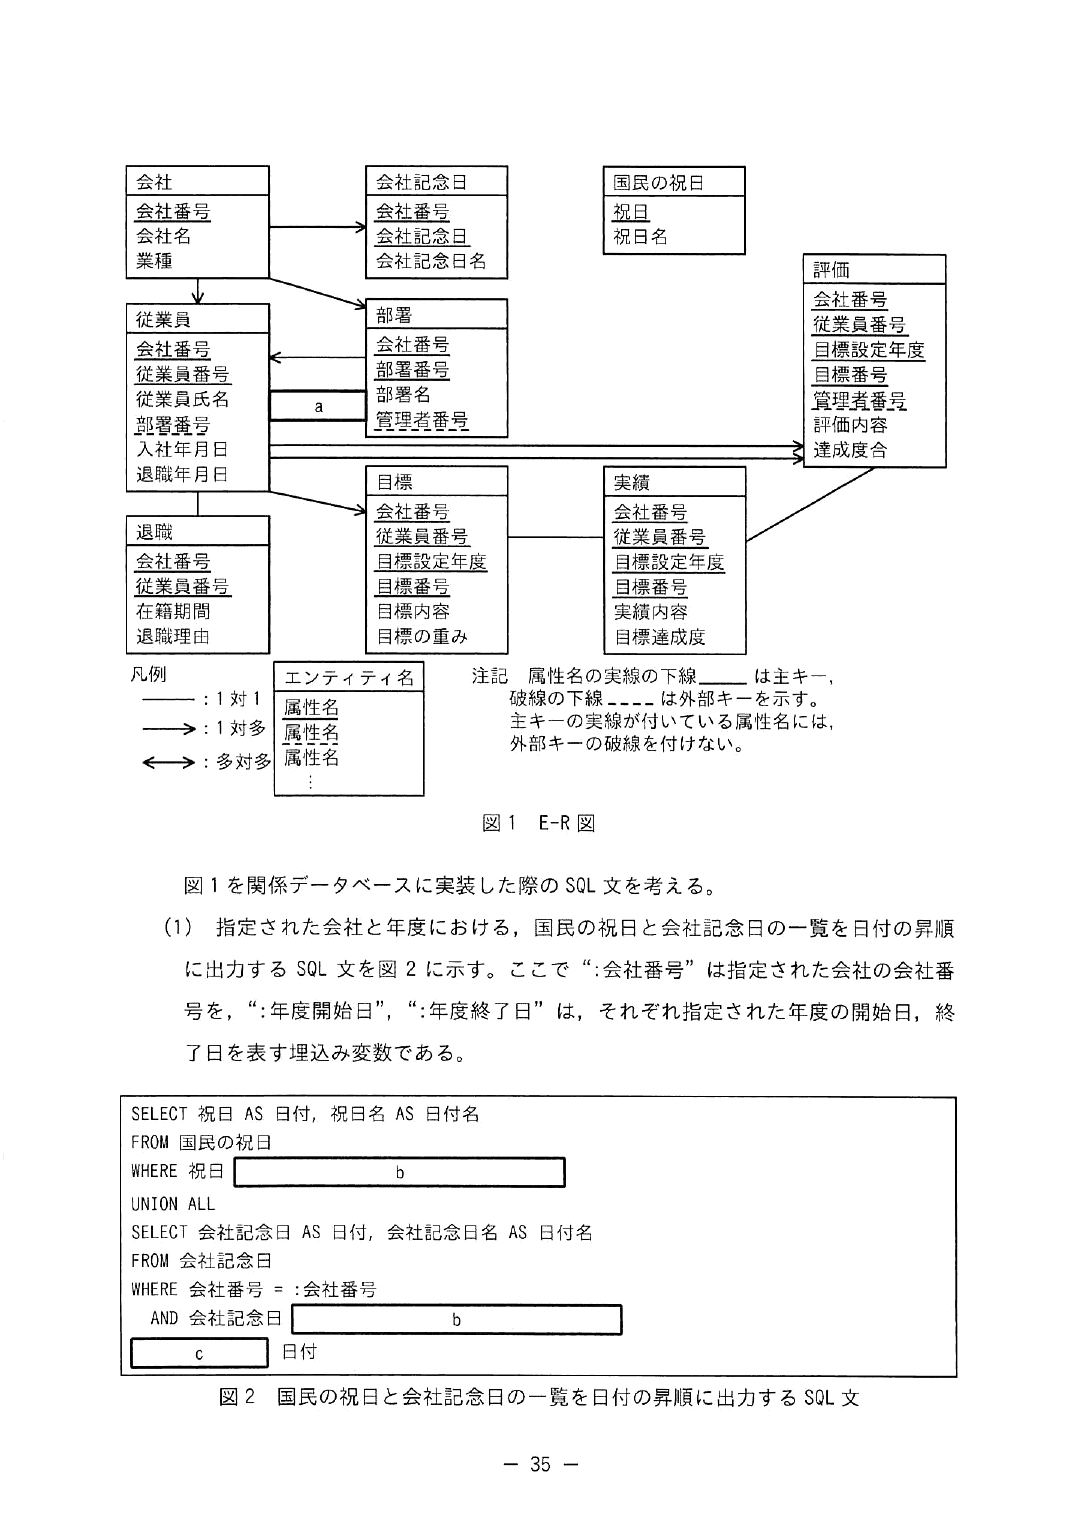 会社
会社番号
会社名
業種
会社記念日
会社番号
会社記念日
会社記念日名
国民の祝日
祝日
祝日名
評価
会社番号
従業員番号
目標設定年度
目標番号
管理者番号
評価内容
達成度合
従業員
会社番号
従業員番号
従業員氏名
部署番号
入社年月日
退職年月日
a
部署
会社番号
部署番号
部署名
管理者番号
退職
会社番号
従業員番号
在籍期間
退職理由
目標
会社番号
従業員番号
目標設定年度
目標番号
目標内容
目標の重み
実績
会社番号
従業員番号
目標設定年度
目標番号
実績内容
目標達成度
凡例
:1対1
:1対多
:多対多
エンティティ名
属性名
属性名
属性名
⋮
注記 属性名の実線の下線____は主キー，
破線の下線----は外部キーを示す。
主キーの実線が付いている属性名には，
外部キーの破線を付けない。
図1 E-R図
図1を関係データベースに実装した際のSQL文を考える。
(1) 指定された会社と年度における，国民の祝日と会社記念日の一覧を日付の昇順
に出力するSQL文を図2に示す。ここで“:会社番号”は指定された会社の会社番
号を，“:年度開始日”，“:年度終了日”は，それぞれ指定された年度の開始日，終
了日を表す埋込み変数である。
SELECT 祝日 AS 日付, 祝日名 AS 日付名
FROM 国民の祝日
WHERE 祝日 b
UNION ALL
SELECT 会社記念日 AS 日付, 会社記念日名 AS 日付名
FROM 会社記念日
WHERE 会社番号 = :会社番号
AND 会社記念日 b
c 日付
図2 国民の祝日と会社記念日の一覧を日付の昇順に出力するSQL文
－ 35 －